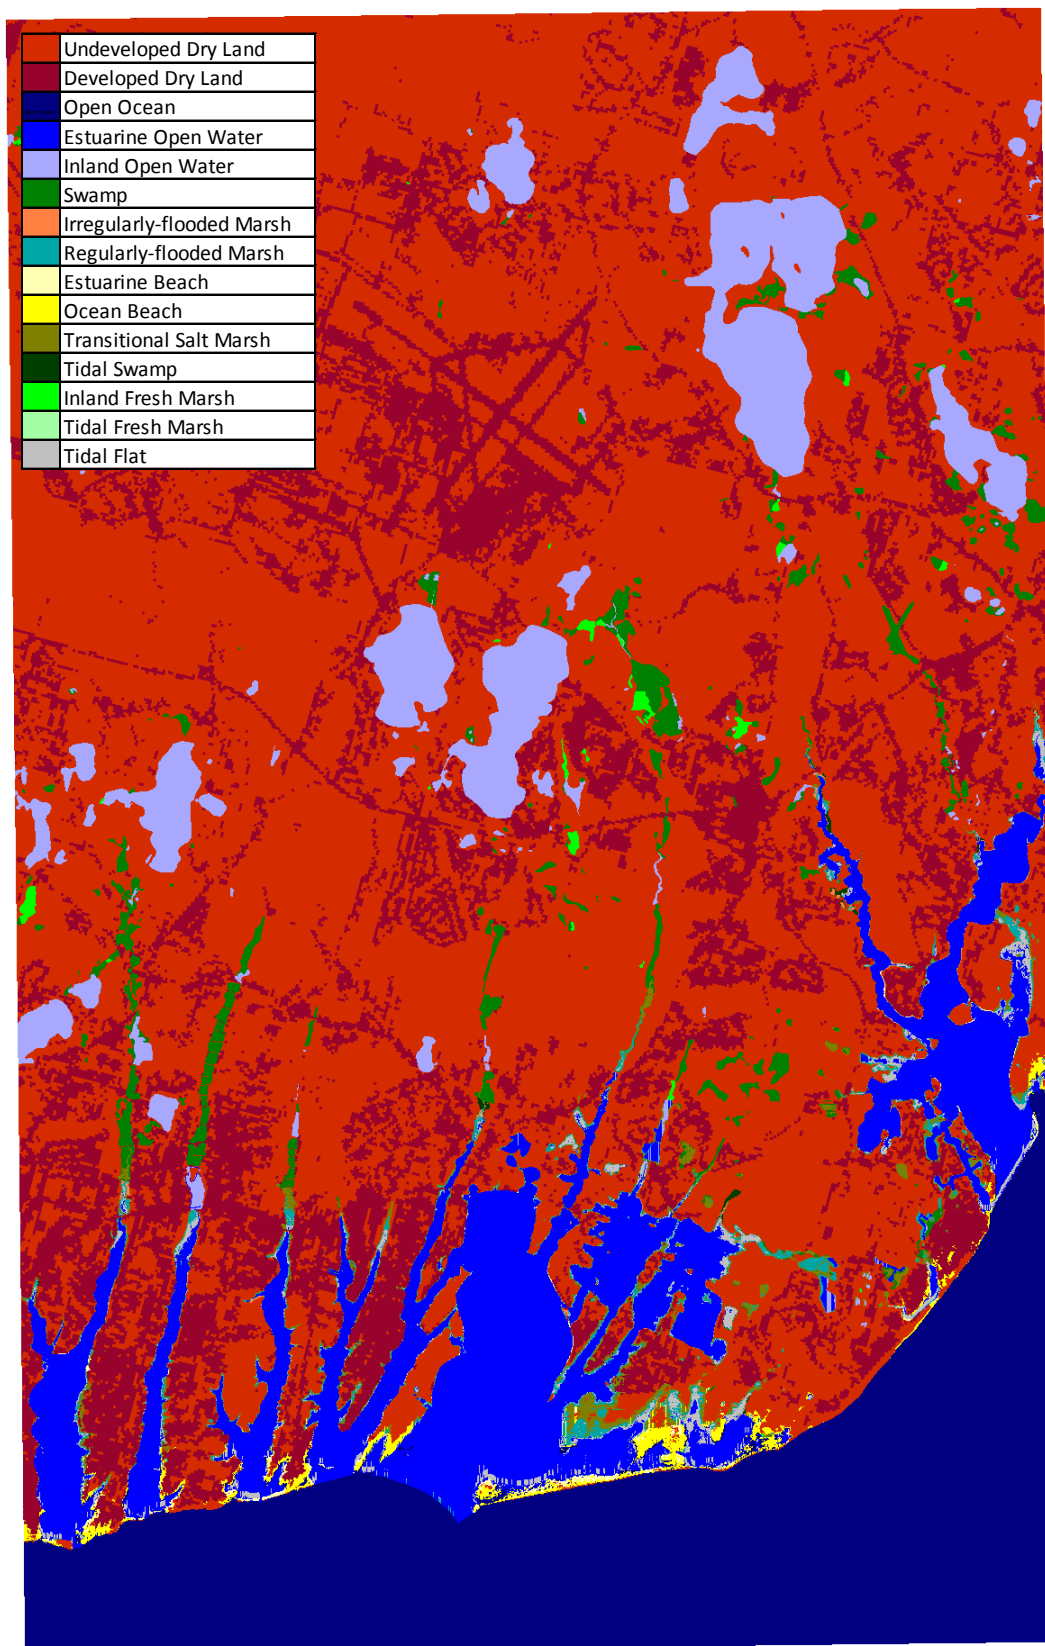 Undeveloped Dry Land
Developed Dry Land
Open Ocean
Estuarine Open Water
Inland Open Water
Swamp
Irregularly-flooded Marsh
Regularly-flooded Marsh
Estuarine Beach
Ocean Beach
Transitional Salt Marsh
Tidal Swamp
Inland Fresh Marsh
Tidal Fresh Marsh
Tidal Flat